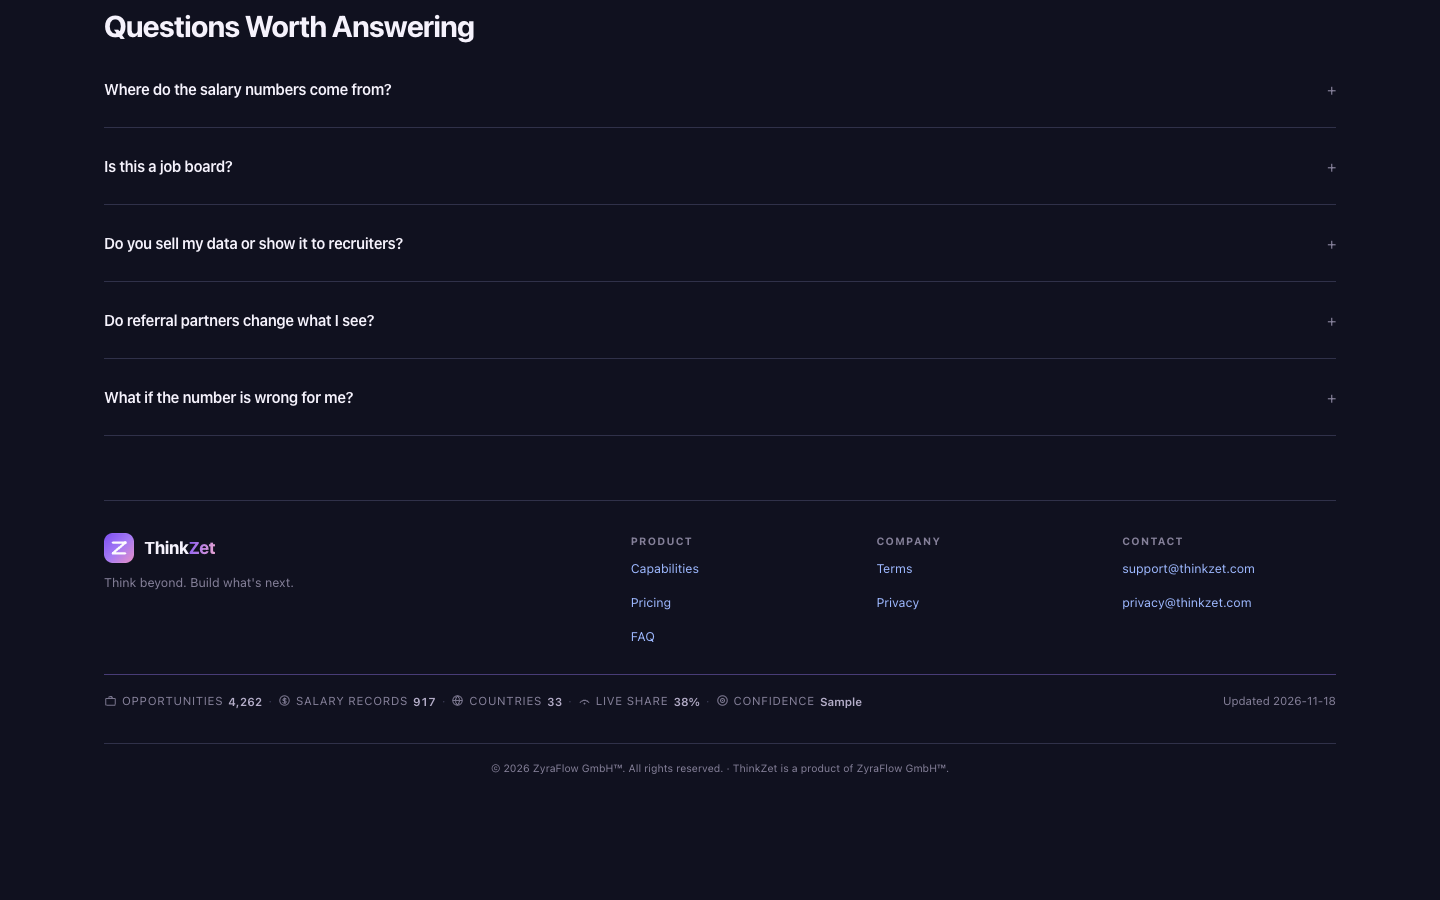 Questions Worth Answering
Where do the salary numbers come from?
+
Is this a job board?
+
Do you sell my data or show it to recruiters?
+
Do referral partners change what I see?
+
What if the number is wrong for me?
+
ThinkZet
Think beyond. Build what's next.
PRODUCT
Capabilities
Pricing
FAQ
COMPANY
Terms
Privacy
CONTACT
support@thinkzet.com
privacy@thinkzet.com
OPPORTUNITIES 4,262 · SALARY RECORDS 917 · COUNTRIES 33 · LIVE SHARE 38% · CONFIDENCE Sample
Updated 2026-11-18
© 2026 ZyraFlow GmbH™. All rights reserved. · ThinkZet is a product of ZyraFlow GmbH™.